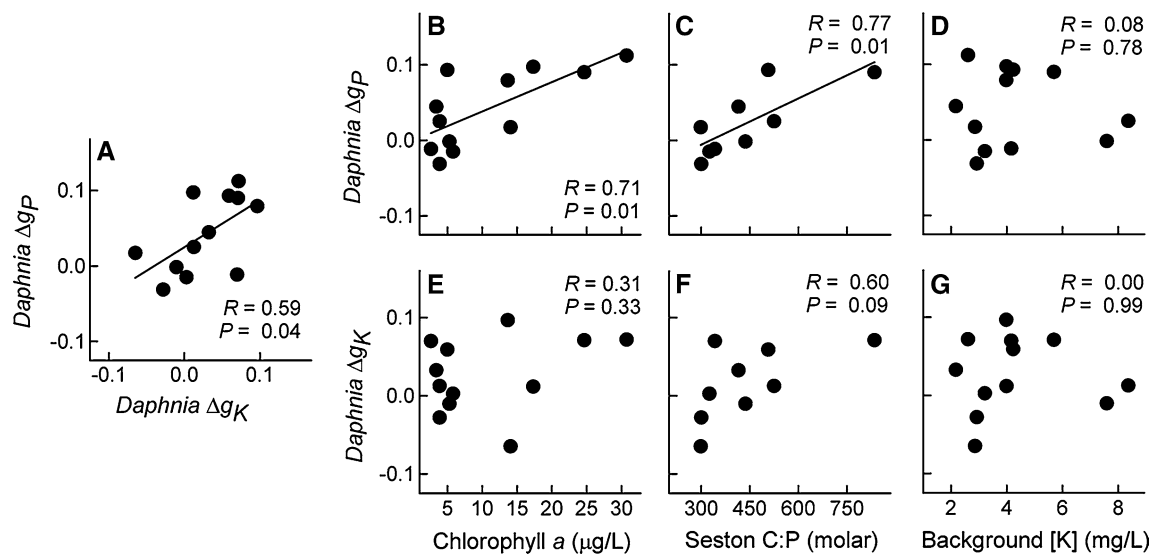 A
R = 0.59
P = 0.04
0.1
0.0
-0.1
-0.1 0.0 0.1
Daphnia ΔgP
Daphnia ΔgK
B
R = 0.71
P = 0.01
0.1
0.0
-0.1
Daphnia ΔgP
C
R = 0.77
P = 0.01
D
R = 0.08
P = 0.78
E
R = 0.31
P = 0.33
0.1
0.0
-0.1
Daphnia ΔgK
5 10 15 20 25 30
Chlorophyll a (μg/L)
F
R = 0.60
P = 0.09
300 450 600 750
Seston C:P (molar)
G
R = 0.00
P = 0.99
2 4 6 8
Background [K] (mg/L)